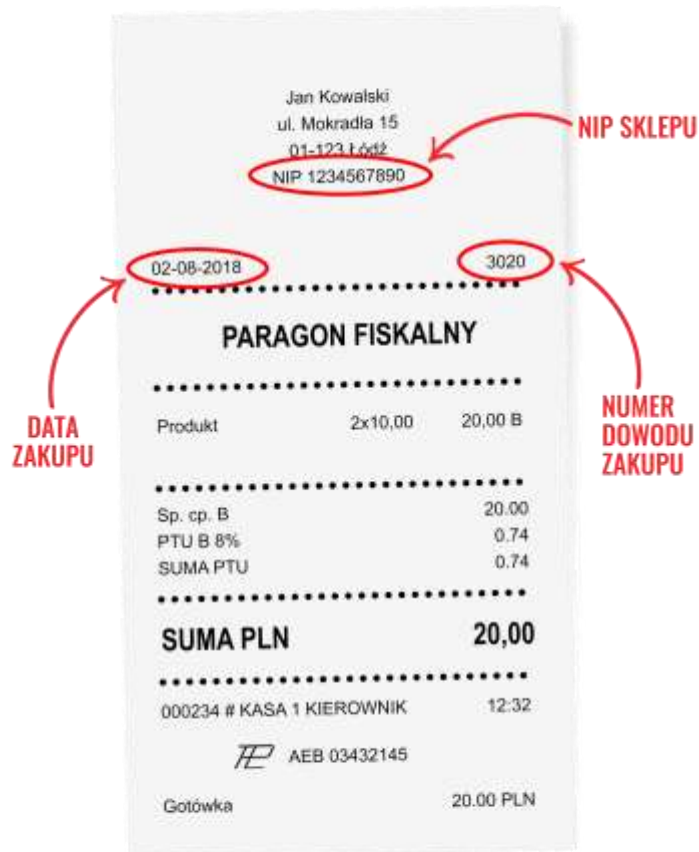 Jan Kowalski
ul. Mokradła 15
01-123 Łódź
NIP 1234567890
NIP SKLEPU
02-08-2018 3020
PARAGON FISKALNY
DATA
ZAKUPU
NUMER
DOWODU
ZAKUPU
Produkt 2x10,00 20,00 B
Sp. cp. B 20.00
PTU B 8% 0.74
SUMA PTU 0.74
SUMA PLN 20,00
000234 # KASA 1 KIEROWNIK 12:32
AEB 03432145
Gotówka 20.00 PLN